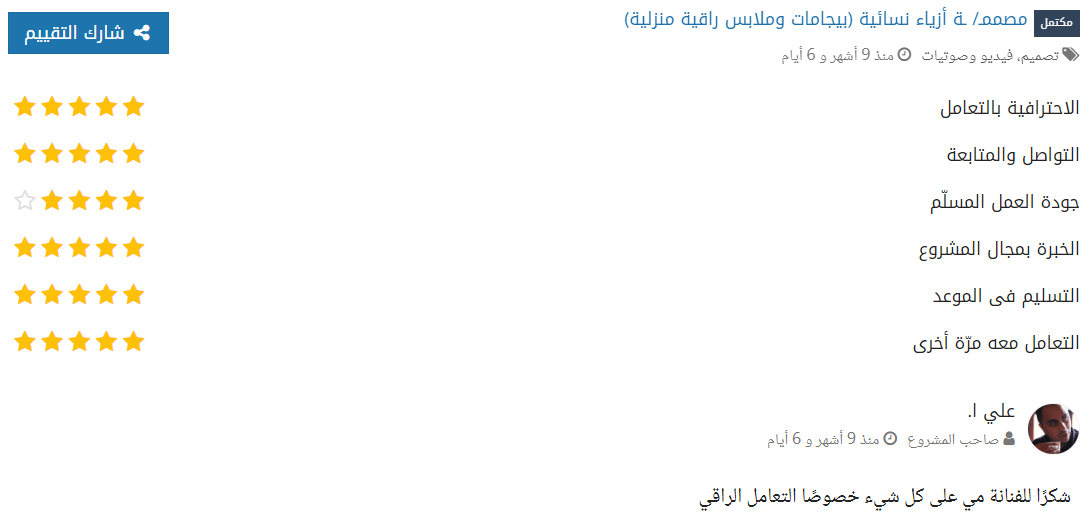 مكتمل مصممـ/ ـة أزياء نسائية (بيجامات وملابس راقية منزلية)
شارك التقييم
تصميم، فيديو وصوتيات منذ 9 أشهر و 6 أيام
الاحترافية بالتعامل
التواصل والمتابعة
جودة العمل المسلّم
الخبرة بمجال المشروع
التسليم فى الموعد
التعامل معه مرّة أخرى
علي ا.
صاحب المشروع منذ 9 أشهر و 6 أيام
شكرًا للفنانة مي على كل شيء خصوصًا التعامل الراقي